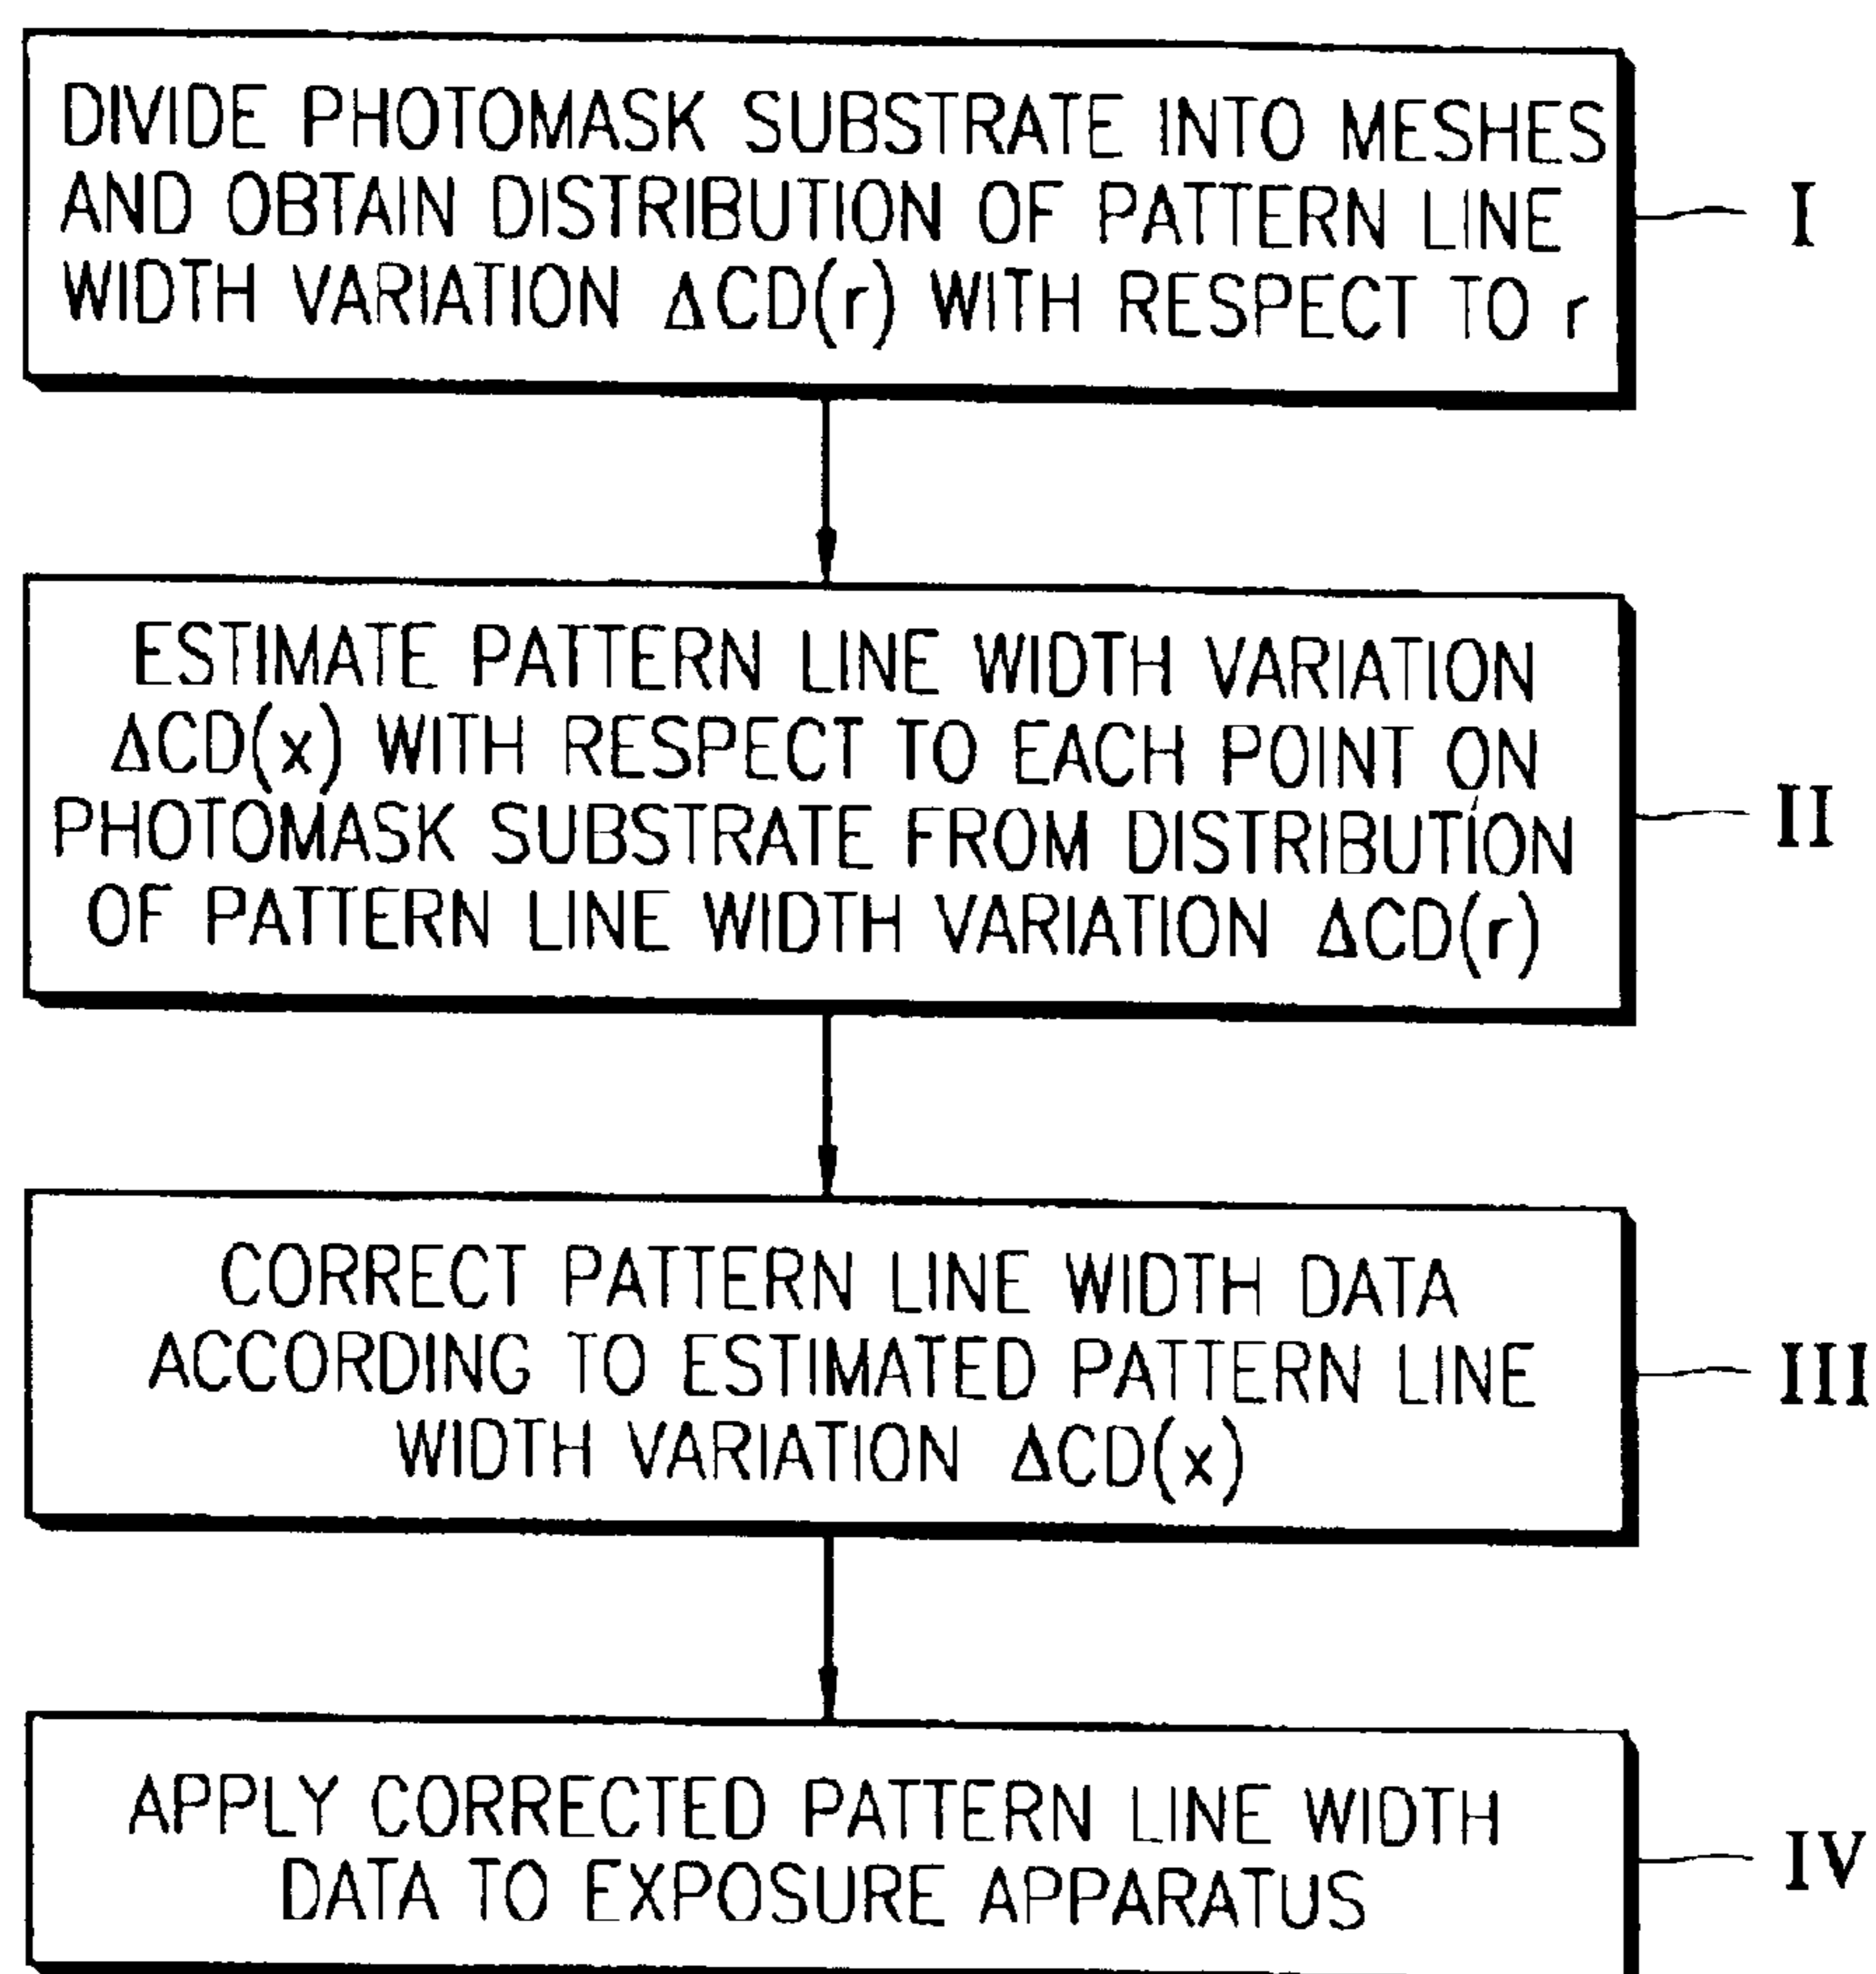 DIVIDE PHOTOMASK SUBSTRATE INTO MESHES
AND OBTAIN DISTRIBUTION OF PATTERN LINE
WIDTH VARIATION ΔCD(r) WITH RESPECT TO r
I
ESTIMATE PATTERN LINE WIDTH VARIATION
ΔCD(x) WITH RESPECT TO EACH POINT ON
PHOTOMASK SUBSTRATE FROM DISTRIBUTION
OF PATTERN LINE WIDTH VARIATION ΔCD(r)
II
CORRECT PATTERN LINE WIDTH DATA
ACCORDING TO ESTIMATED PATTERN LINE
WIDTH VARIATION ΔCD(x)
III
APPLY CORRECTED PATTERN LINE WIDTH
DATA TO EXPOSURE APPARATUS
IV